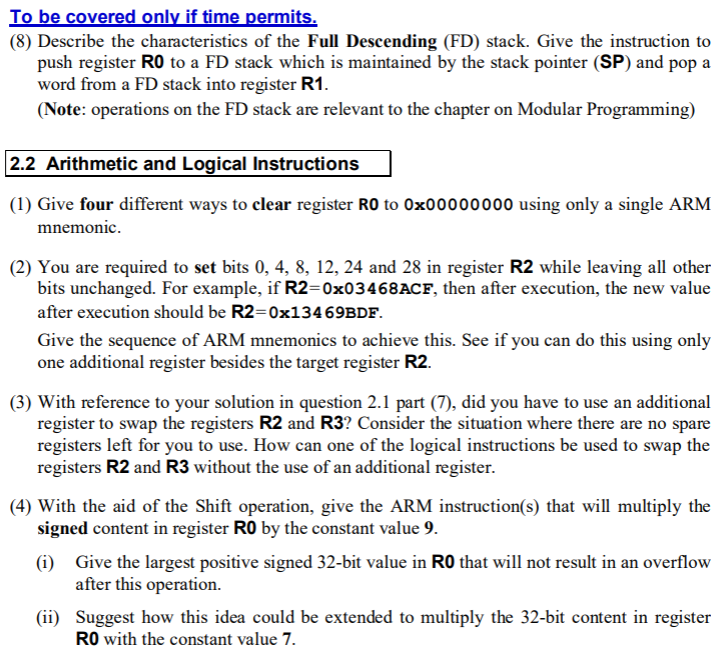 To be covered only if time permits.
(8) Describe the characteristics of the Full Descending (FD) stack. Give the instruction to
push register R0 to a FD stack which is maintained by the stack pointer (SP) and pop a
word from a FD stack into register R1.
(Note: operations on the FD stack are relevant to the chapter on Modular Programming)
2.2 Arithmetic and Logical Instructions
(1) Give four different ways to clear register R0 to 0x00000000 using only a single ARM
mnemonic.
(2) You are required to set bits 0, 4, 8, 12, 24 and 28 in register R2 while leaving all other
bits unchanged. For example, if R2=0x03468ACF, then after execution, the new value
after execution should be R2=0x13469BDF.
Give the sequence of ARM mnemonics to achieve this. See if you can do this using only
one additional register besides the target register R2.
(3) With reference to your solution in question 2.1 part (7), did you have to use an additional
register to swap the registers R2 and R3? Consider the situation where there are no spare
registers left for you to use. How can one of the logical instructions be used to swap the
registers R2 and R3 without the use of an additional register.
(4) With the aid of the Shift operation, give the ARM instruction(s) that will multiply the
signed content in register R0 by the constant value 9.
(i) Give the largest positive signed 32-bit value in R0 that will not result in an overflow
after this operation.
(ii) Suggest how this idea could be extended to multiply the 32-bit content in register
R0 with the constant value 7.